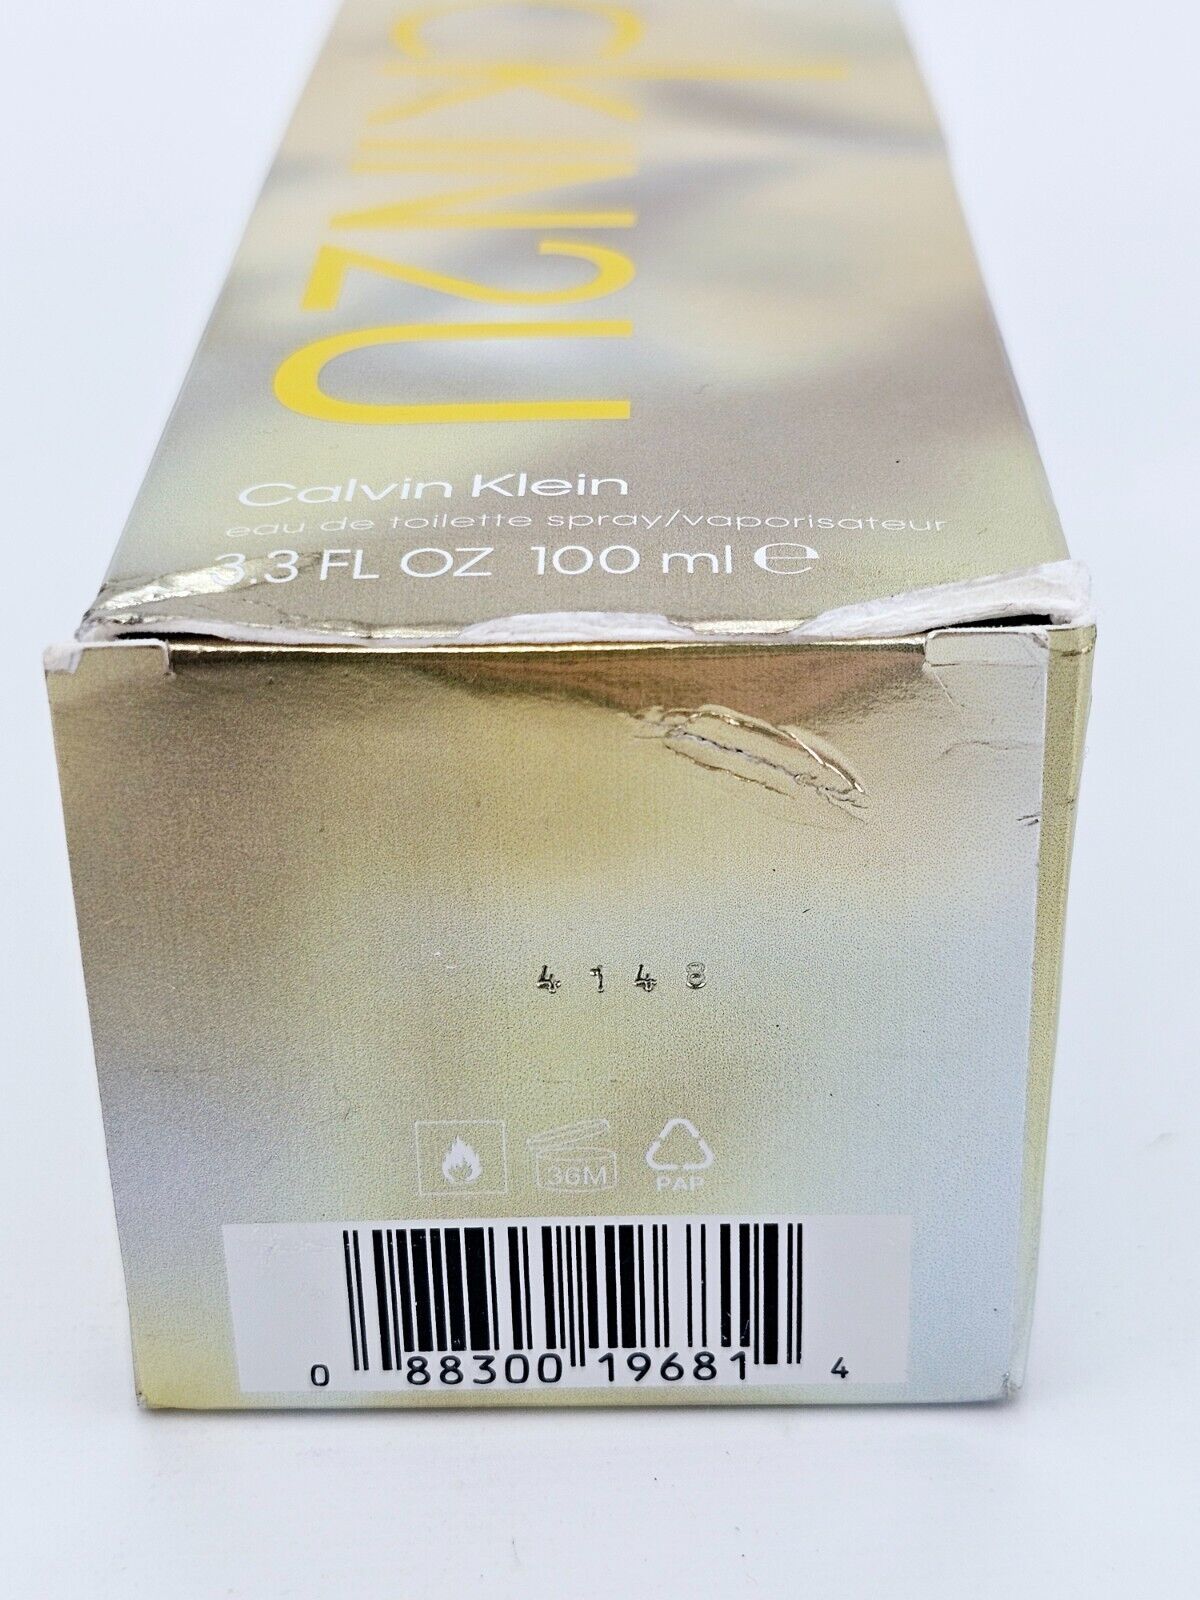 CKIN2U
Calvin Klein
eau de toilette spray/vaporisateur
3.3 FL OZ 100 ml ℮
4148
36M
PAP
0 88300 19681 4